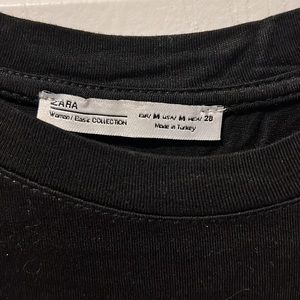 ZARA
Woman / Basic COLLECTION
EUR/ M USA/ M MEX/ 28
Made in Turkey